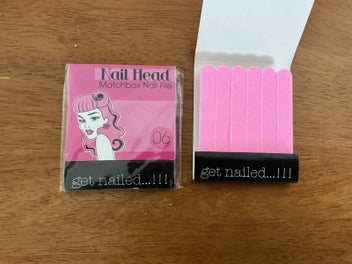 Nail Head
Matchbox Nail File
06
get nailed...!!!
get nailed...!!!